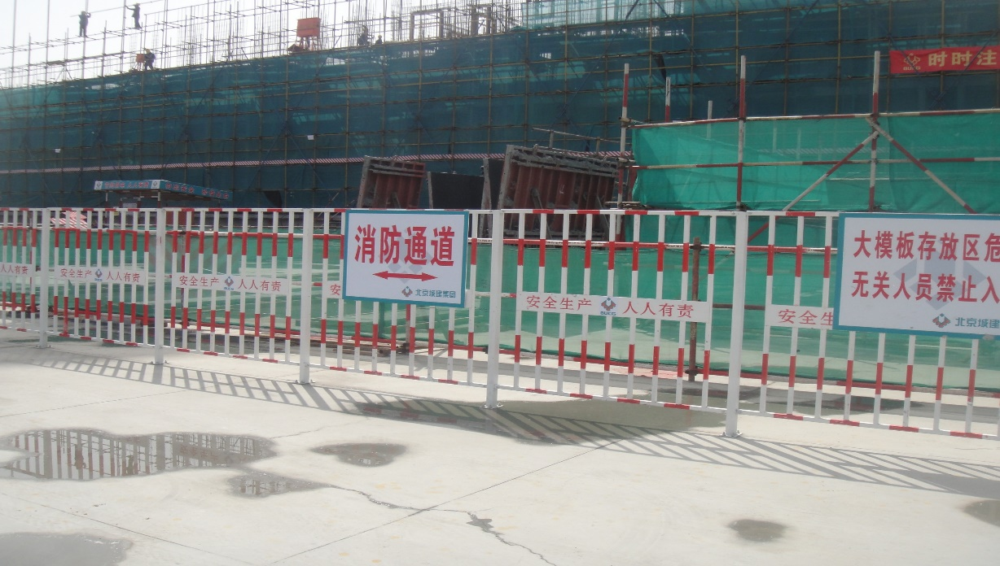 时时注
BUCG
人人有责
安全生产 人人有责
安全生产 人人有责
安全
消防通道
北京城建集团
安全生产 BUCG 人人有责
安全生
大模板存放区危
无关人员禁止入
北京城建